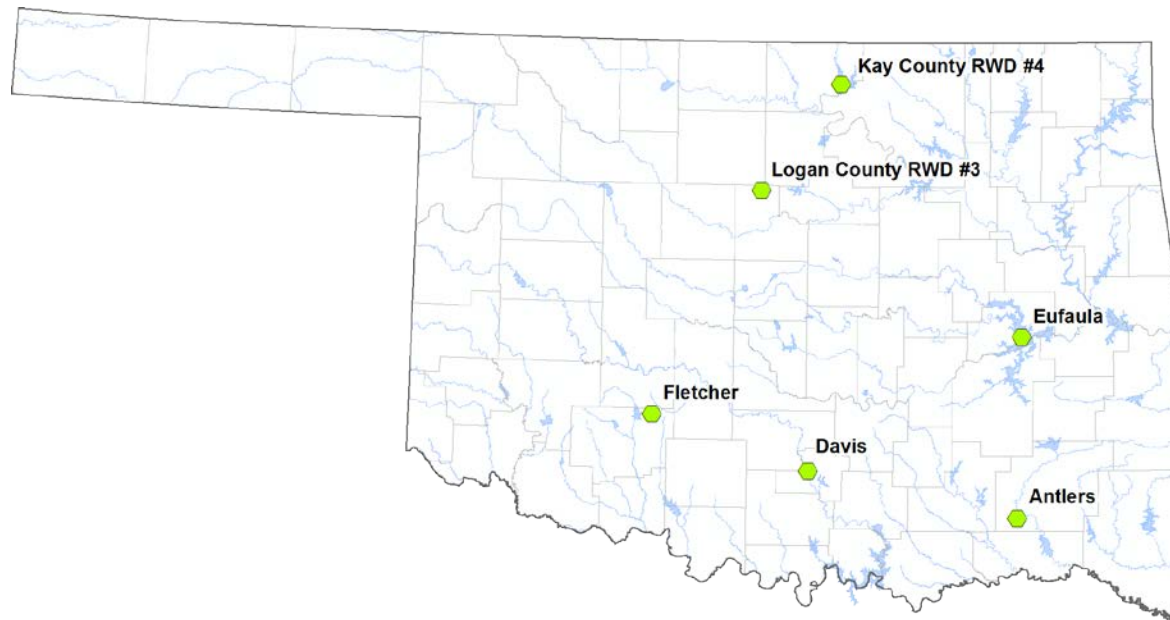 Kay County RWD #4
Logan County RWD #3
Eufaula
Fletcher
Davis
Antlers